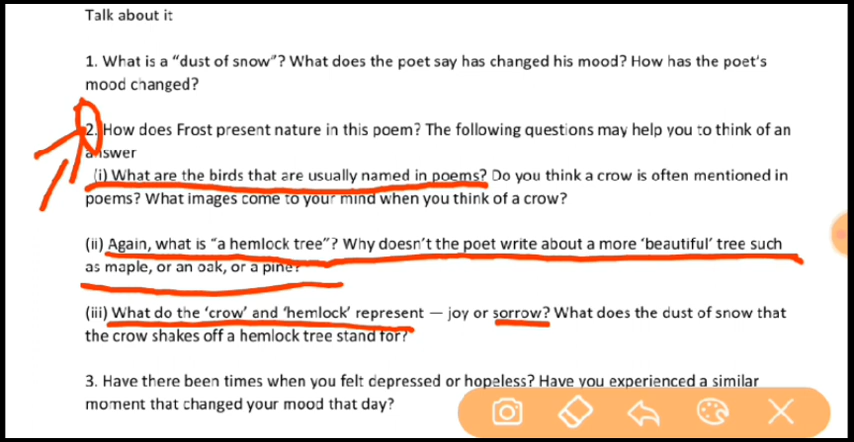 Talk about it
1. What is a “dust of snow”? What does the poet say has changed his mood? How has the poet's
mood changed?
2. How does Frost present nature in this poem? The following questions may help you to think of an
answer
(i) What are the birds that are usually named in poems? Do you think a crow is often mentioned in
poems? What images come to your mind when you think of a crow?
(ii) Again, what is “a hemlock tree”? Why doesn’t the poet write about a more ‘beautiful’ tree such
as maple, or an oak, or a pine?
(iii) What do the ‘crow’ and ‘hemlock’ represent — joy or sorrow? What does the dust of snow that
the crow shakes off a hemlock tree stand for?
3. Have there been times when you felt depressed or hopeless? Have you experienced a similar
moment that changed your mood that day?